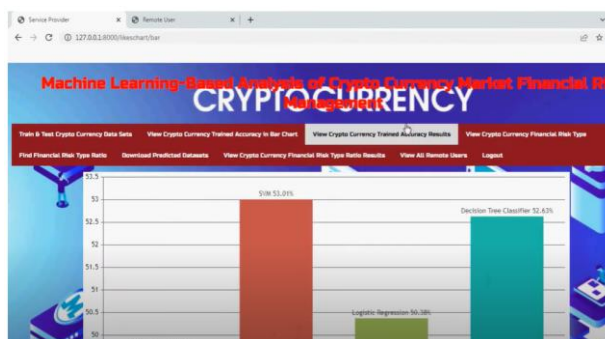 Service Provider
Remote User
127.0.0.1:8000/likeschart/bar
Machine Learning-Based Analysis of Crypto Currency Market Financial
CRYPTOCURRENCY
Management
Train & Test Crypto Currency Data Sets View Crypto Currency Trained Accuracy in Bar Chart View Crypto Currency Trained Accuracy Results View Crypto Currency Financial Risk Type
Find Financial Risk Type Ratio Download Predicted Datasets View Crypto Currency Financial Risk Type Ratio Results View All Remote Users Logout
53.5
SVM 53.01%
53
Decision Tree Classifier 52.63%
52.5
52
51.5
51
50.5
Logistic Regression 50.38%
50